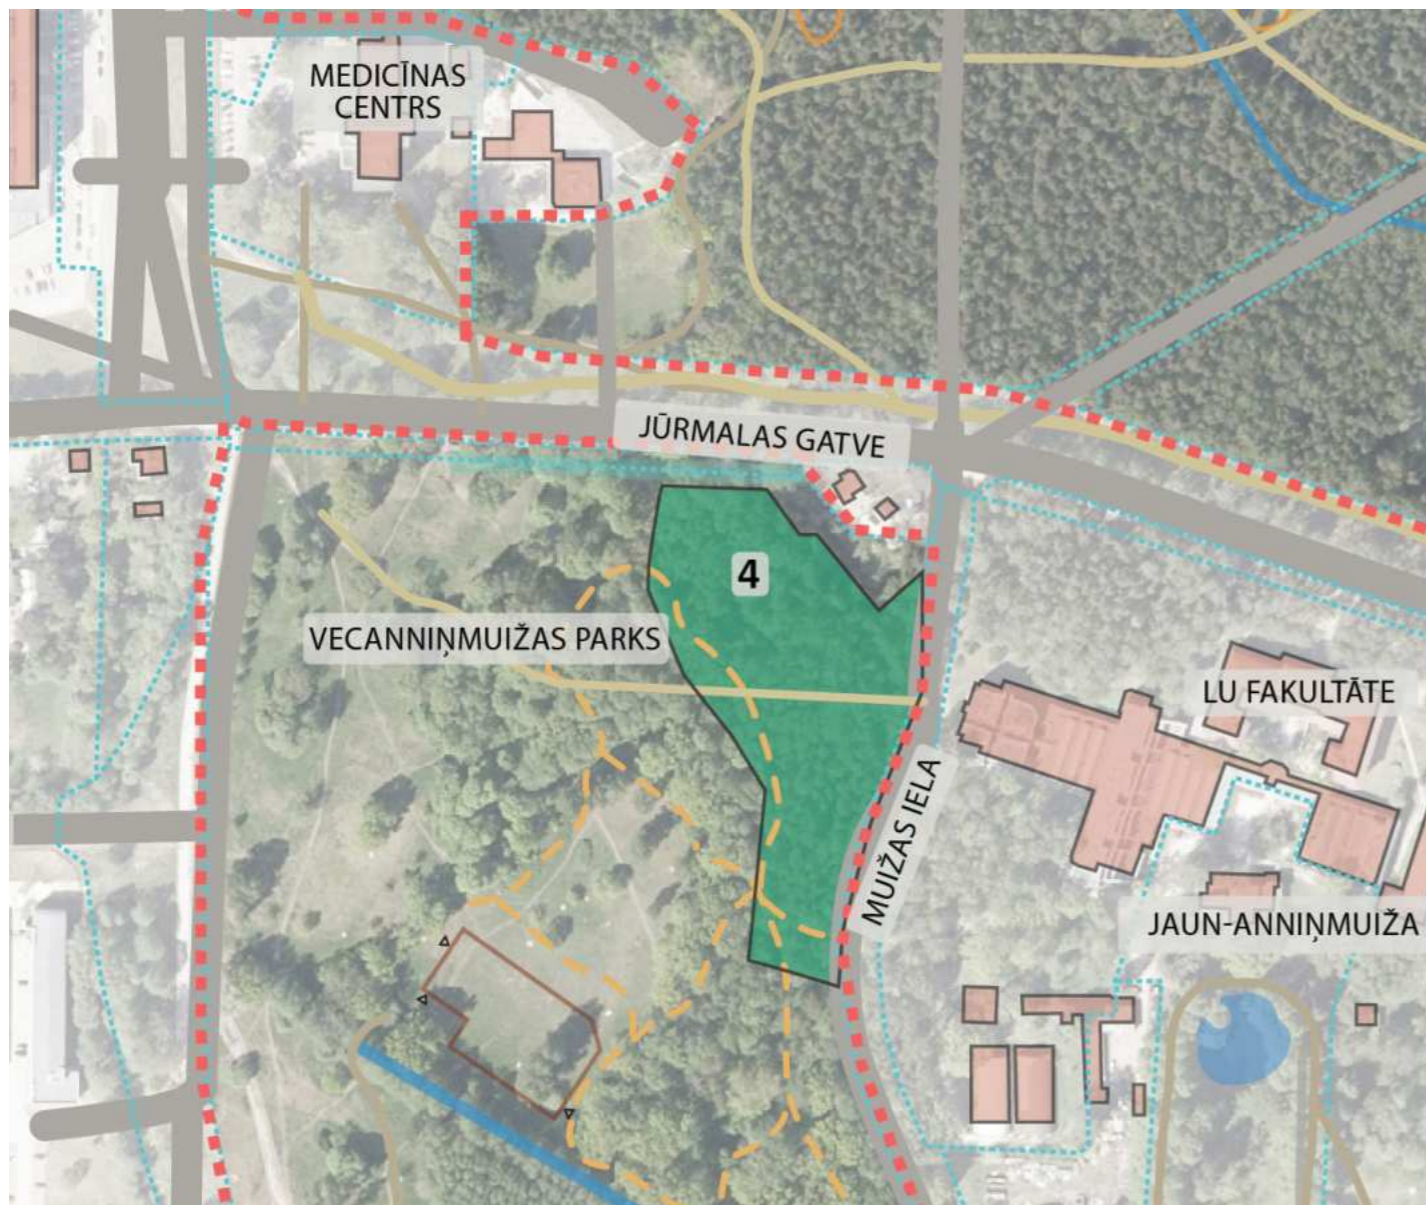 MEDICĪNAS
CENTRS
JŪRMALAS GATVE
4
VECANNIŅMUIŽAS PARKS
LU FAKULTĀTE
MUIŽAS IELA
JAUN-ANNIŅMUIŽA